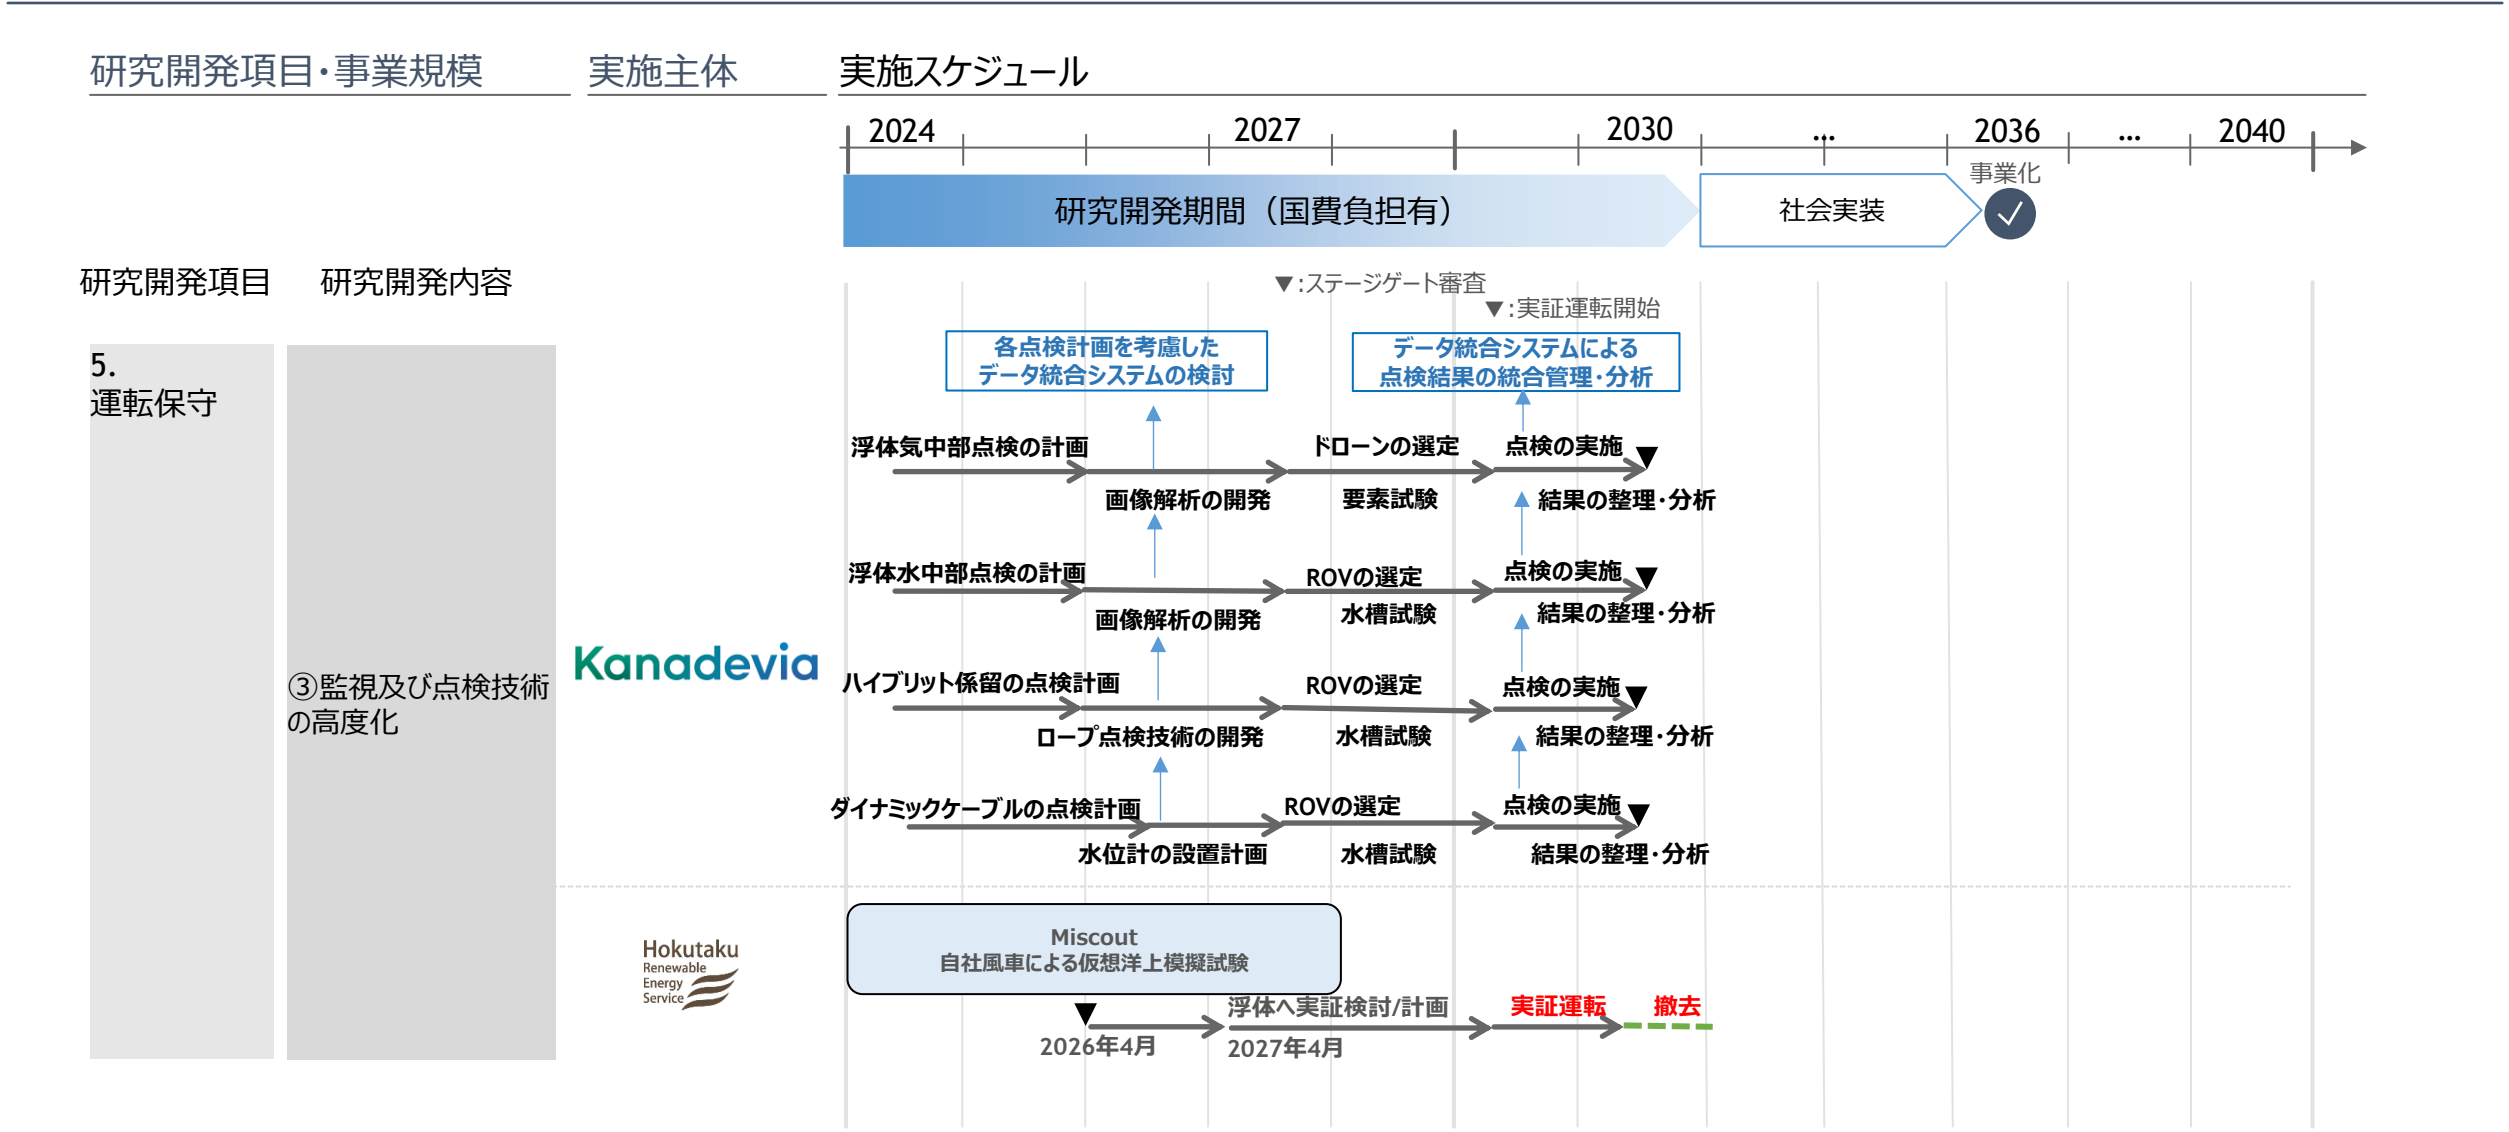 研究開発項目・事業規模
実施主体
実施スケジュール
2024
2027
2030
...
2036
...
2040
事業化
研究開発期間（国費負担有）
社会実装
研究開発項目
研究開発内容
▼：ステージゲート審査
▼：実証運転開始
5.
運転保守
③監視及び点検技術
の高度化
Kanadevia
各点検計画を考慮した
データ統合システムの検討
データ統合システムによる
点検結果の統合管理・分析
浮体気中部点検の計画
ドローンの選定
点検の実施
画像解析の開発
要素試験
結果の整理・分析
浮体水中部点検の計画
ROVの選定
点検の実施
画像解析の開発
水槽試験
結果の整理・分析
ハイブリット係留の点検計画
ROVの選定
点検の実施
ロープ点検技術の開発
水槽試験
結果の整理・分析
ダイナミックケーブルの点検計画
ROVの選定
点検の実施
水位計の設置計画
水槽試験
結果の整理・分析
Hokutaku
Renewable
Energy
Service
Miscout
自社風車による仮想洋上模擬試験
浮体へ実証検討/計画
実証運転
撤去
2026年4月
2027年4月